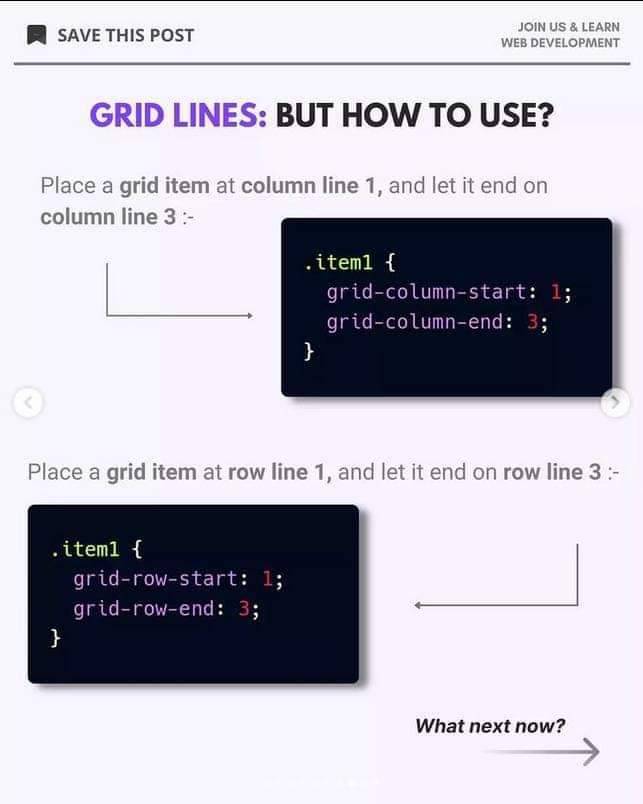 SAVE THIS POST
JOIN US & LEARN
WEB DEVELOPMENT
GRID LINES: BUT HOW TO USE?
Place a grid item at column line 1, and let it end on
column line 3 :-
.item1 {
  grid-column-start: 1;
  grid-column-end: 3;
}
Place a grid item at row line 1, and let it end on row line 3 :-
.item1 {
  grid-row-start: 1;
  grid-row-end: 3;
}
What next now?